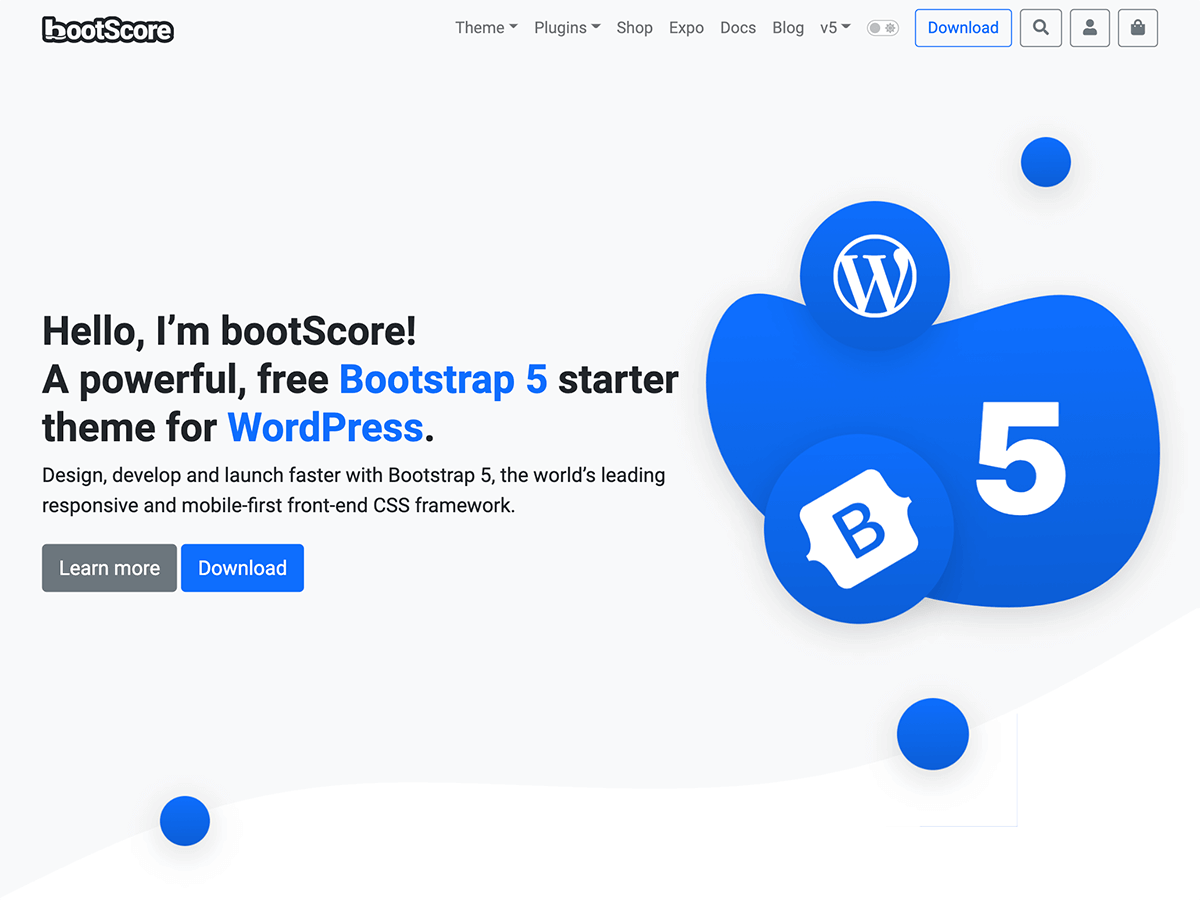 bootScore
Theme Plugins Shop Expo Docs Blog v5 Download
W
Hello, I’m bootScore!
A powerful, free Bootstrap 5 starter
theme for WordPress.
5
Design, develop and launch faster with Bootstrap 5, the world’s leading
responsive and mobile-first front-end CSS framework.
B
Learn more Download